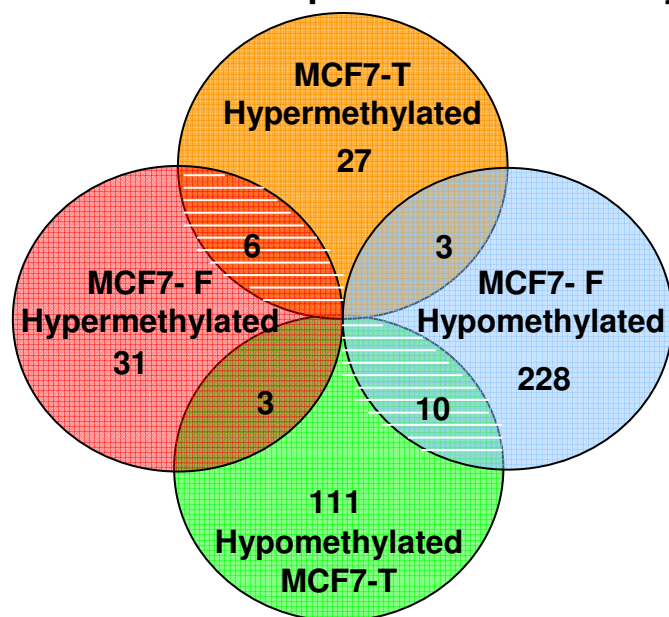 MCF7-T
Hypermethylated
27
6
3
MCF7- F
Hypermethylated
31
MCF7- F
Hypomethylated
228
3
10
111
Hypomethylated
MCF7-T